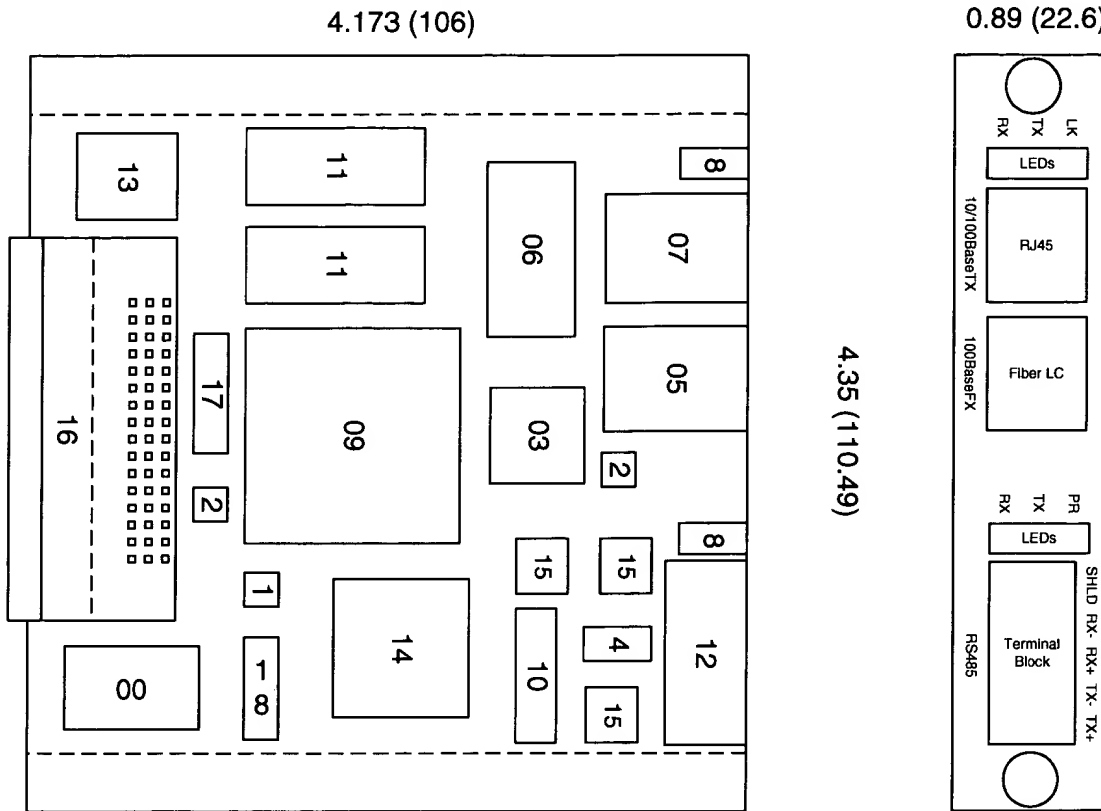 4.173 (106)
0.89 (22.6)
13
11
11
06
8
07
05
03
2
16
17
2
09
1
18
14
00
15
15
4
10
15
8
12
4.35 (110.49)
RX TX LK
LEDs
10/100BaseTX
RJ45
100BaseFX
Fiber LC
RX TX PR
LEDs
RS485
Terminal
Block
SHLD RX- RX+ TX- TX+